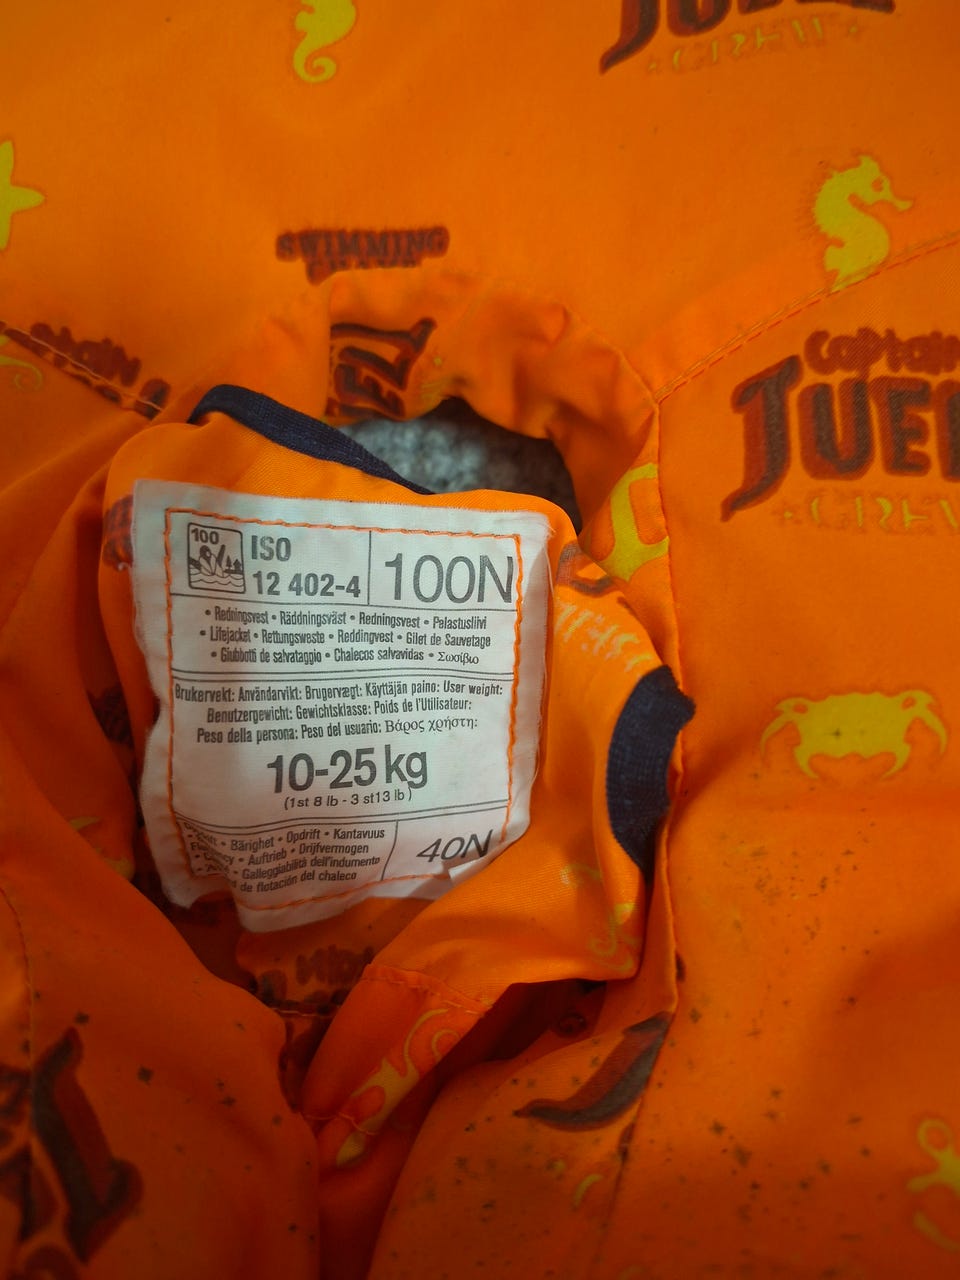 JUEL
CREW
SWIMMING
Captain
JUEL
CREW
100
ISO
12 402-4
100N
• Redningsvest • Räddningsväst • Redningsvest • Pelastusliivi
• Lifejacket • Rettungsweste • Reddingvest • Gilet de Sauvetage
• Giubbotti de salvataggio • Chalecos salvavidas • Σωσίβιο
Brukervekt: Användarvikt: Brugervægt: Käyttäjän paino: User weight:
Benutzergewicht: Gewichtsklasse: Poids de l'Utilisateur:
Peso della persona: Peso del usuario: Βάρος χρήστη:
10-25 kg
(1st 8 lb - 3 st13 lb)
• Bärighet • Opdrift • Kantavuus
• Auftrieb • Drijfvermogen
• Galleggiabilità dell'indumento
de flotación del chaleco
40N